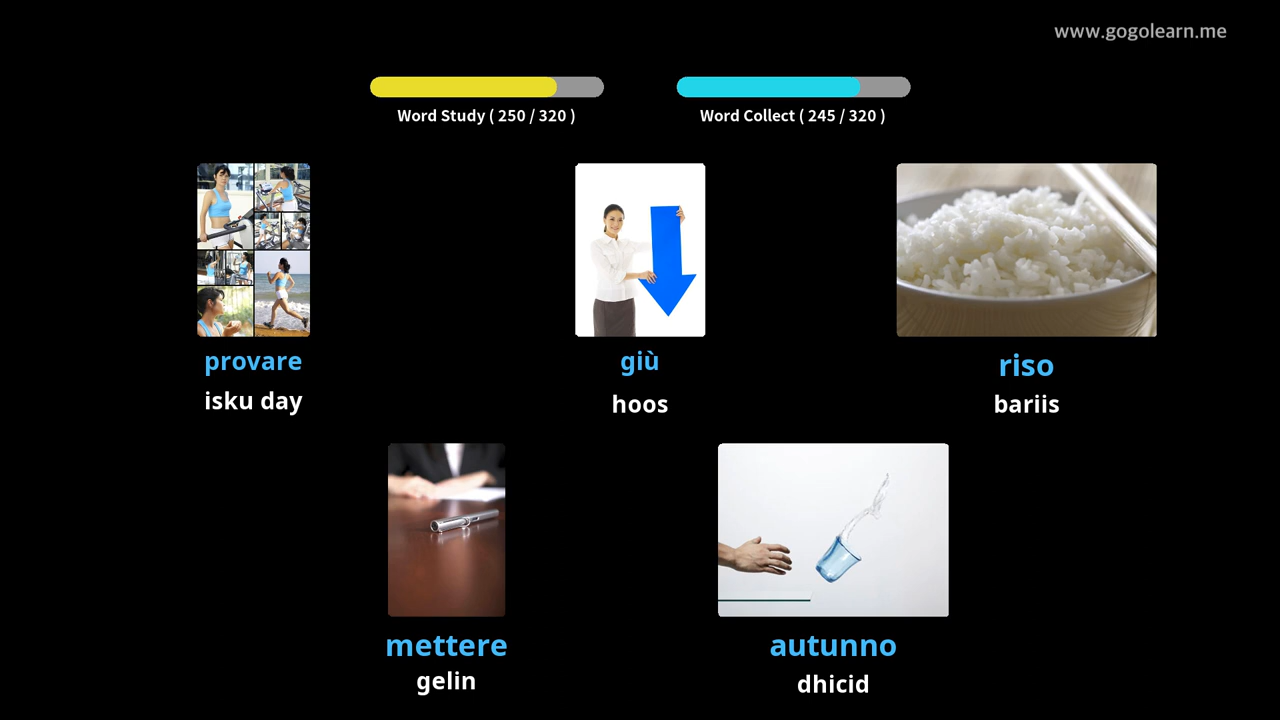 www.gogolearn.me
Word Study ( 250 / 320 )
Word Collect ( 245 / 320 )
provare
isku day
giù
hoos
riso
bariis
mettere
gelin
autunno
dhicid